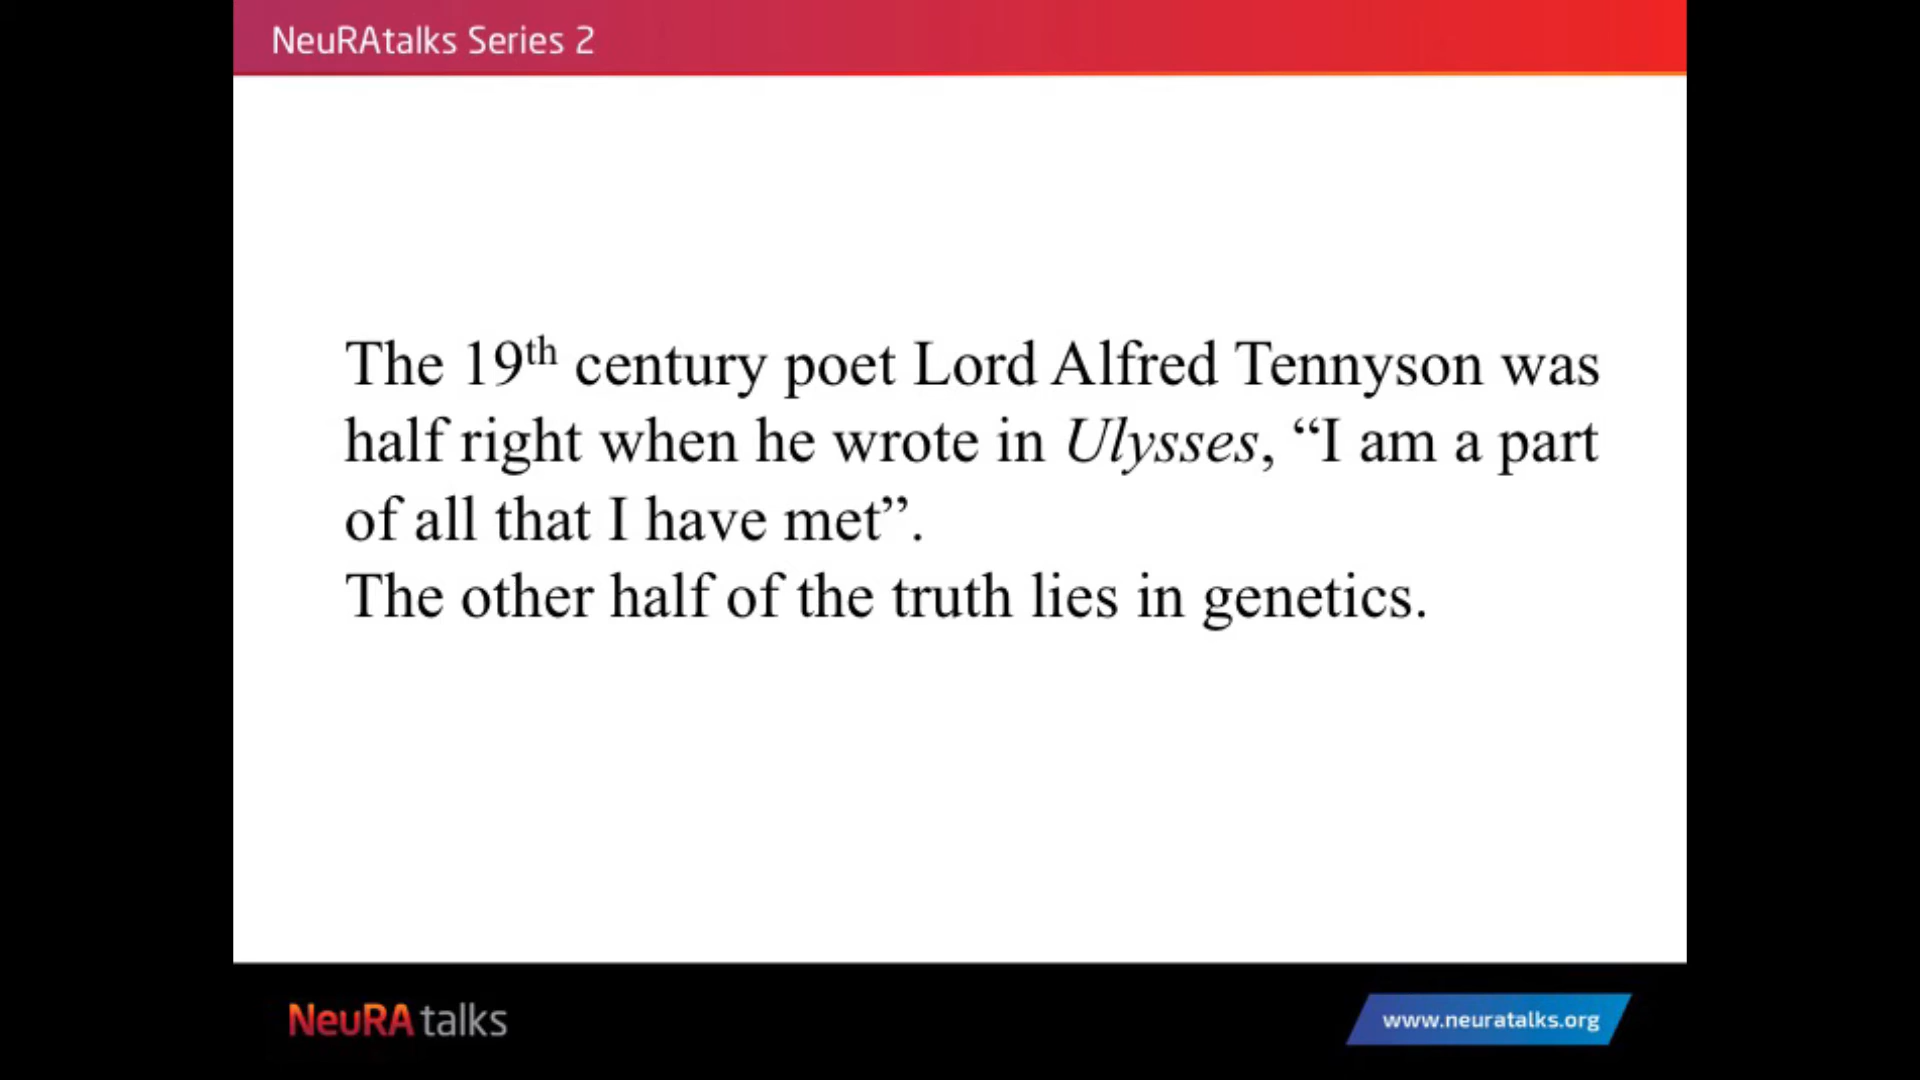 NeuRAtalks Series 2
The 19th century poet Lord Alfred Tennyson was
half right when he wrote in Ulysses, “I am a part
of all that I have met”.
The other half of the truth lies in genetics.
NeuRA talks
www.neuratalks.org